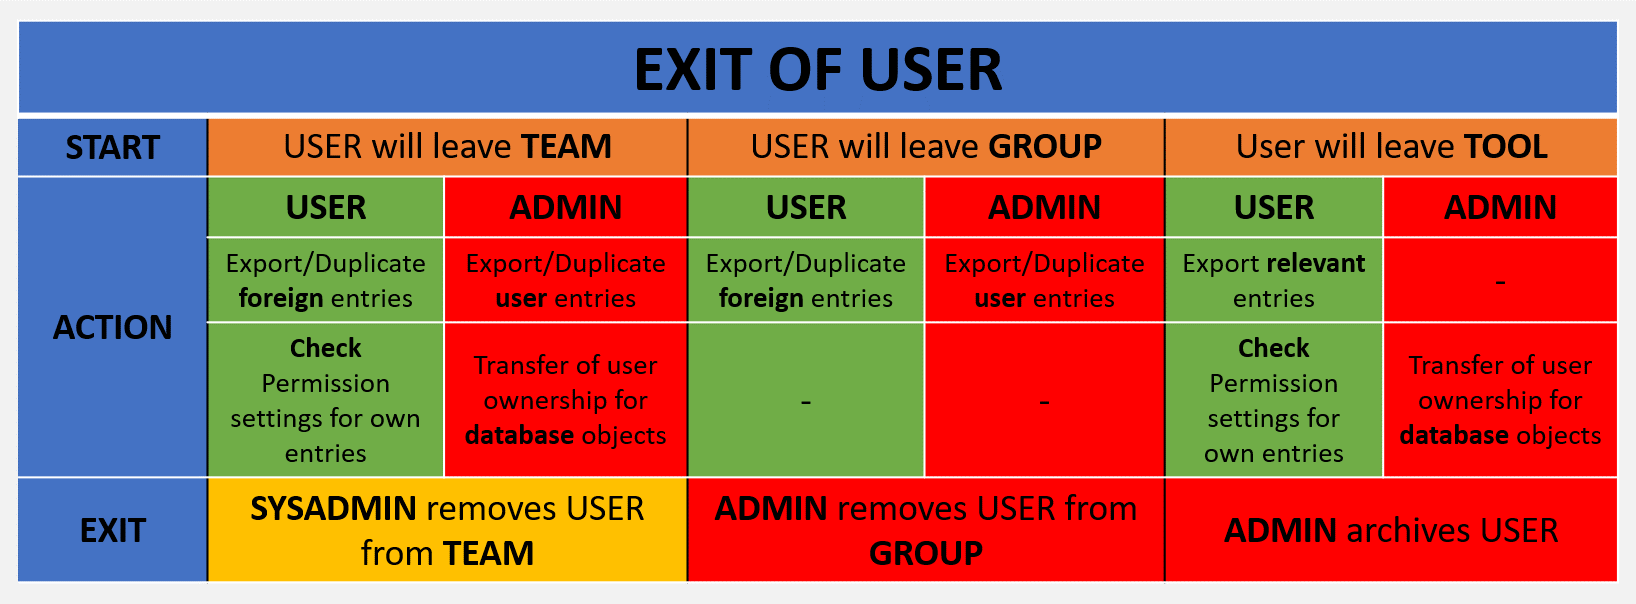 EXIT OF USER
START
USER will leave TEAM
USER will leave GROUP
User will leave TOOL
ACTION
USER
ADMIN
USER
ADMIN
USER
ADMIN
Export/Duplicate
foreign entries
Export/Duplicate
user entries
Export/Duplicate
foreign entries
Export/Duplicate
user entries
Export relevant
entries
-
Check
Permission
settings for own
entries
Transfer of user
ownership for
database objects
-
-
Check
Permission
settings for
own entries
Transfer of user
ownership for
database objects
EXIT
SYSADMIN removes USER
from TEAM
ADMIN removes USER from
GROUP
ADMIN archives USER